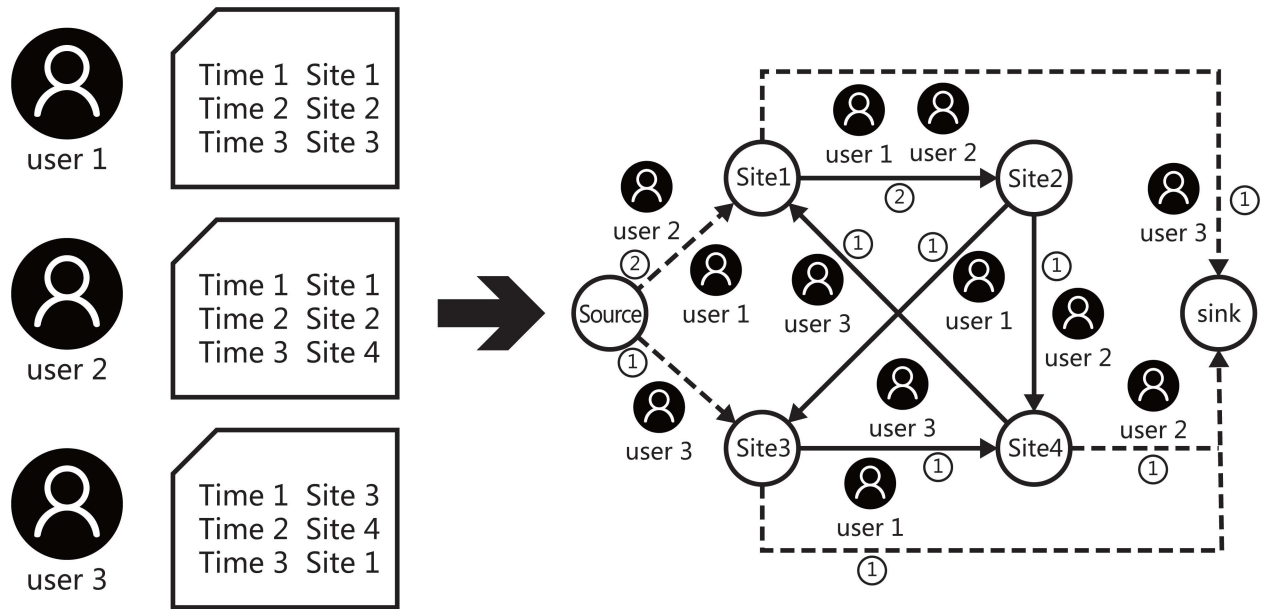 Time 1 Site 1
Time 2 Site 2
Time 3 Site 3
user 1
Time 1 Site 1
Time 2 Site 2
Time 3 Site 4
user 2
Time 1 Site 3
Time 2 Site 4
Time 3 Site 1
user 3
user 1 user 2
Site1
Site2
2
user 2
2
user 1
1
user 3
1
user 1
1
user 2
user 3
1
Source
sink
1
user 3
Site3
user 3
1
Site4
user 2
1
user 1
1